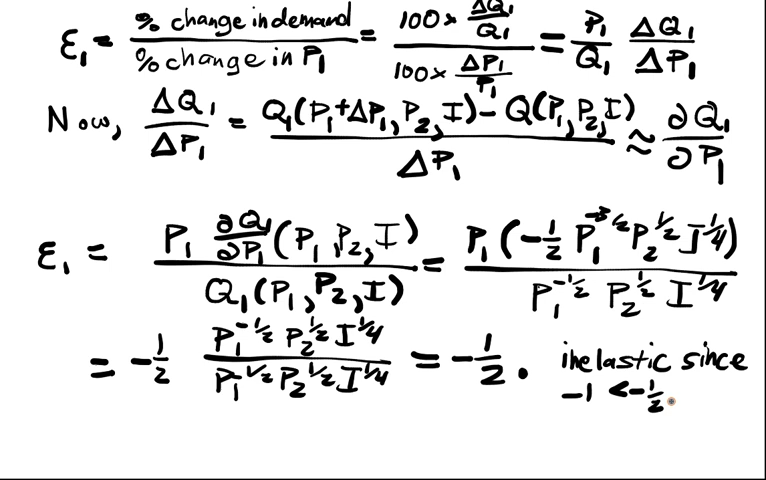 ε₁ = % change in demand / % change in P₁ = 100 × ΔQ₁/Q₁ / 100 × ΔP₁/P₁ = P₁/Q₁ ΔQ₁/ΔP₁
Now, ΔQ₁/ΔP₁ = Q₁(P₁+ΔP₁, P₂, I) - Q(P₁, P₂, I) / ΔP₁ ≈ ∂Q₁/∂P₁
ε₁ = P₁ ∂Q₁/∂P₁ (P₁, P₂, I) / Q₁(P₁, P₂, I) = P₁ (-1/2 P₁^-3/2 P₂^1/2 I^1/4) / P₁^-1/2 P₂^1/2 I^1/4
= -1/2 P₁^-1/2 P₂^1/2 I^1/4 / P₁^-1/2 P₂^1/2 I^1/4 = -1/2. inelastic since
-1 < -1/2.